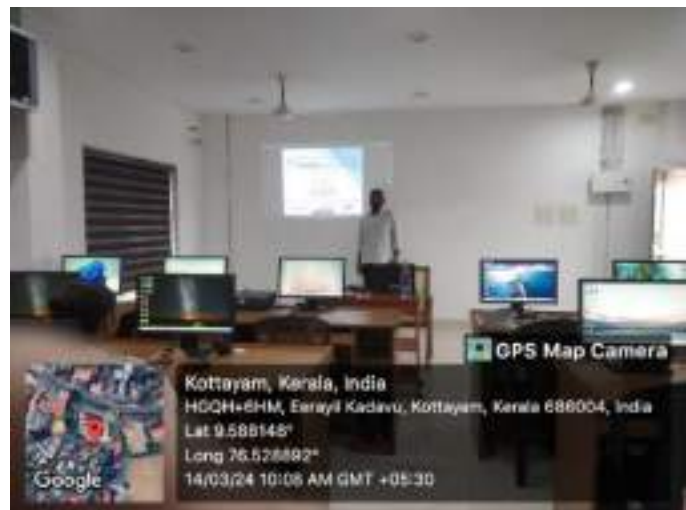 GPS Map Camera
Kottayam, Kerala, India
HGQH+6HM, Eerayil Kadavu, Kottayam, Kerala 686004, India
Lat 9.588148°
Long 76.528892°
14/03/24 10:08 AM GMT +05:30
Google